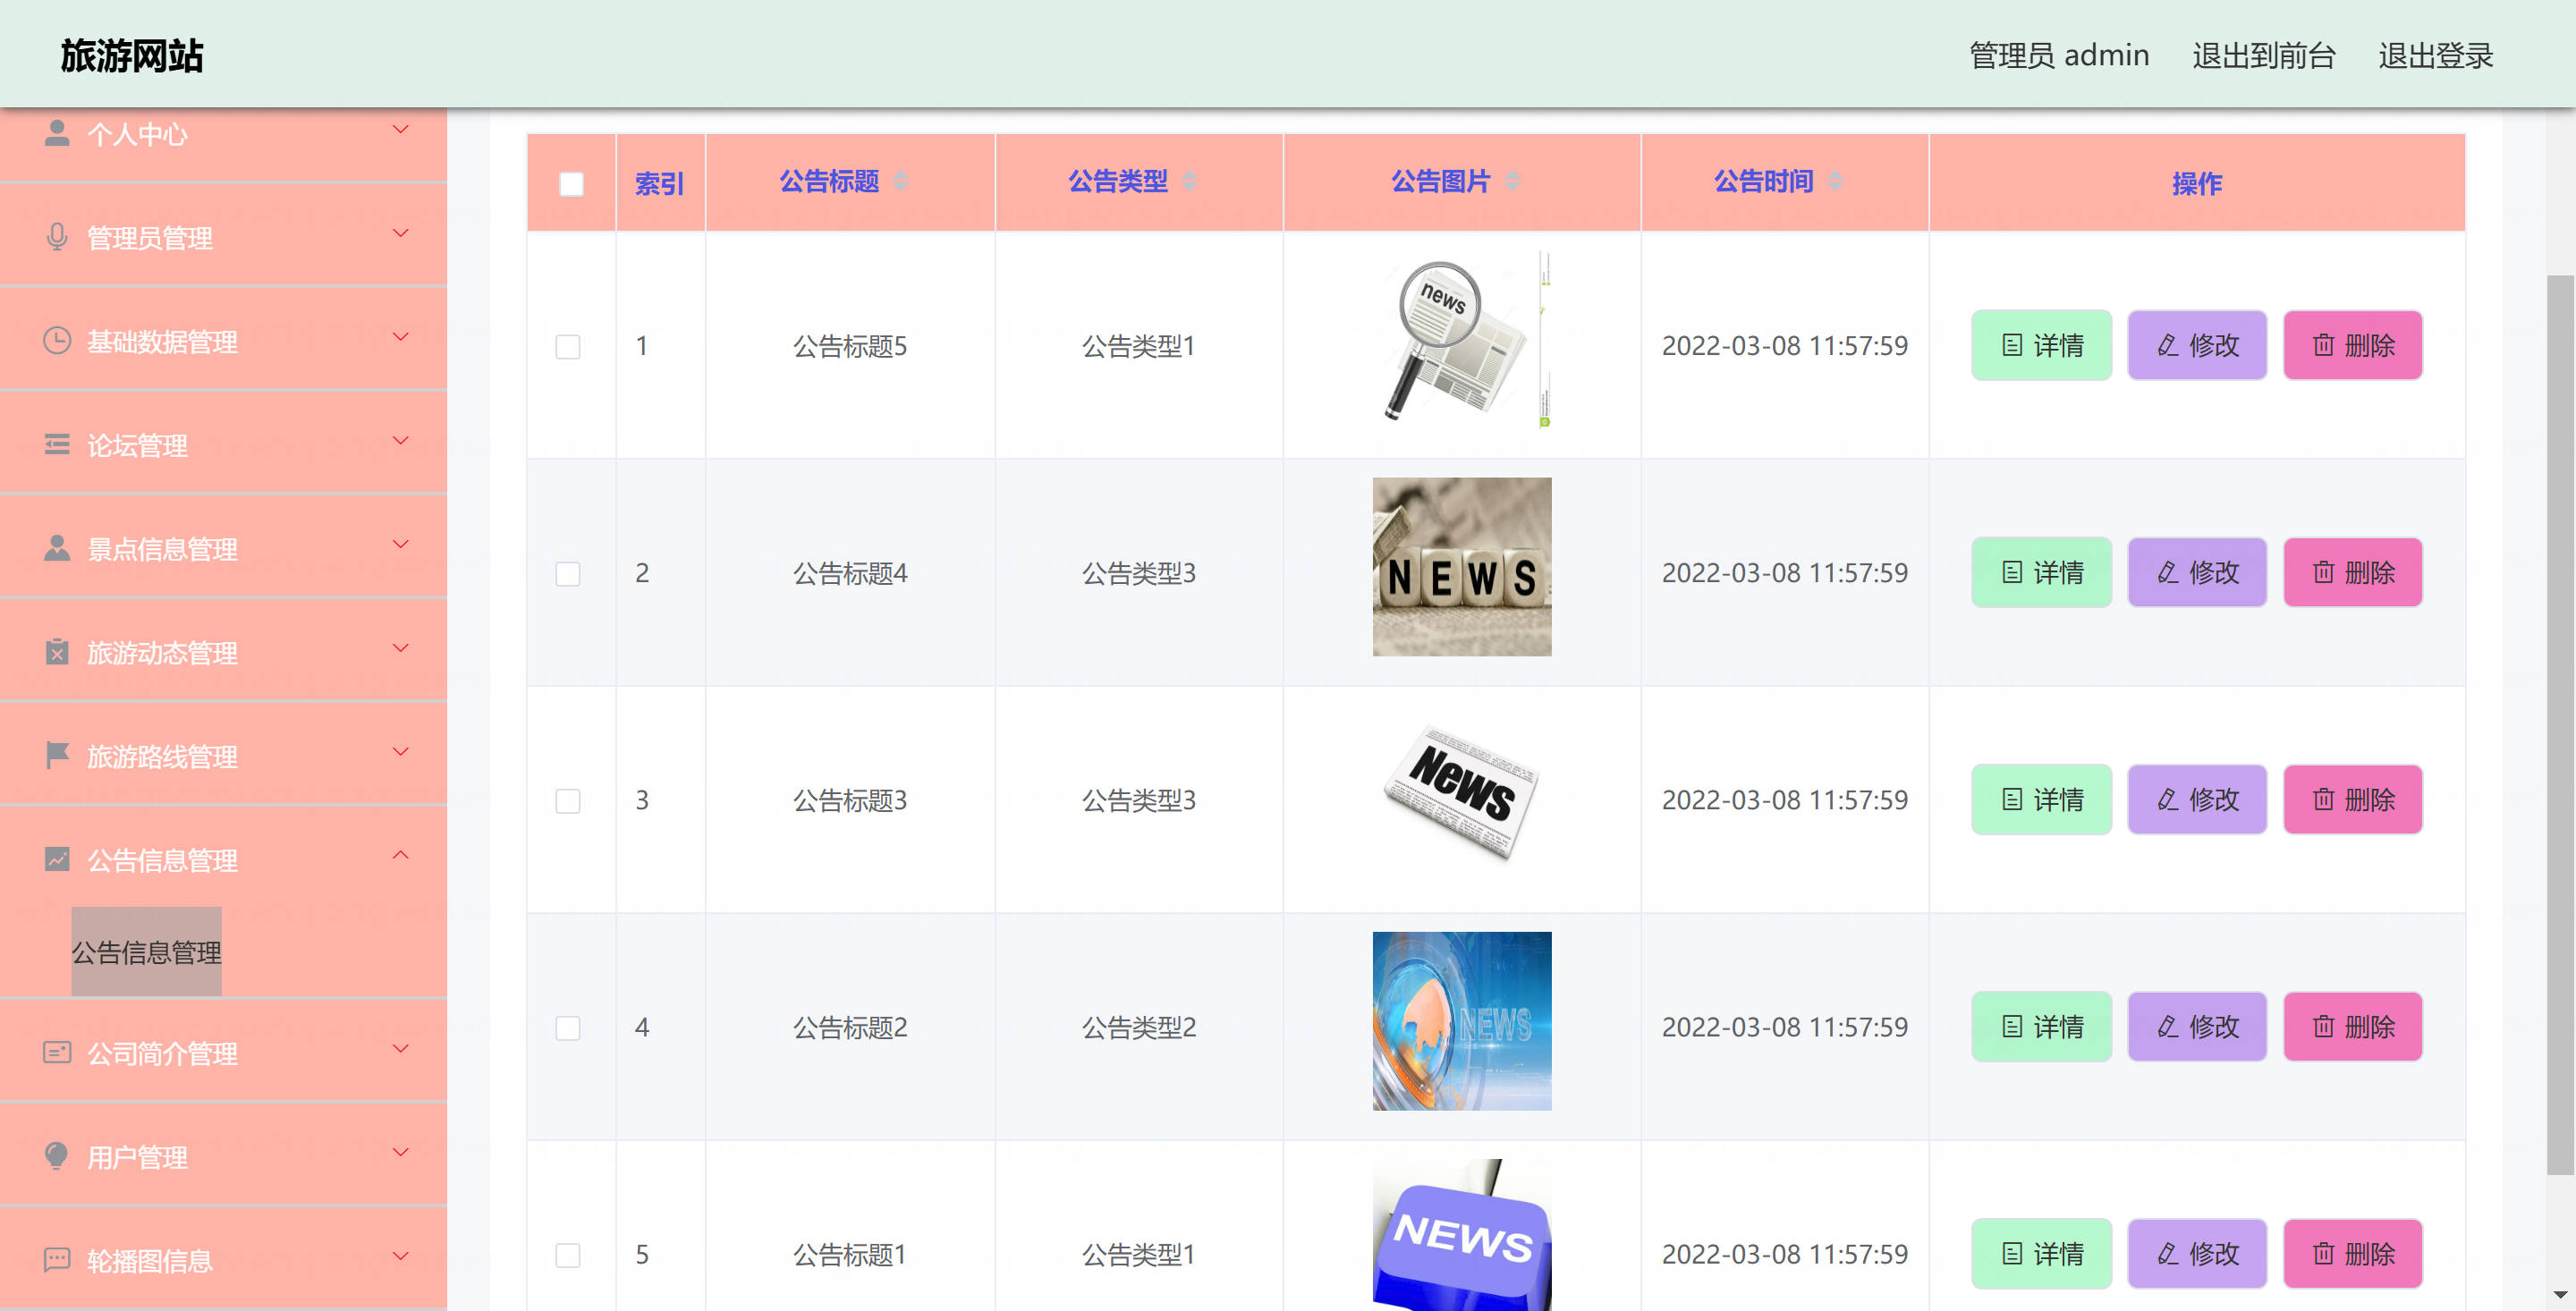 旅游网站
管理员 admin 退出到前台 退出登录
个人中心
管理员管理
基础数据管理
论坛管理
景点信息管理
旅游动态管理
旅游路线管理
公告信息管理
公告信息管理
公司简介管理
用户管理
轮播图信息
索引 公告标题 公告类型 公告图片 公告时间 操作
1 公告标题5 公告类型1 news 2022-03-08 11:57:59 详情 修改 删除
2 公告标题4 公告类型3 NEWS 2022-03-08 11:57:59 详情 修改 删除
3 公告标题3 公告类型3 News 2022-03-08 11:57:59 详情 修改 删除
4 公告标题2 公告类型2 NEWS 2022-03-08 11:57:59 详情 修改 删除
5 公告标题1 公告类型1 NEWS 2022-03-08 11:57:59 详情 修改 删除